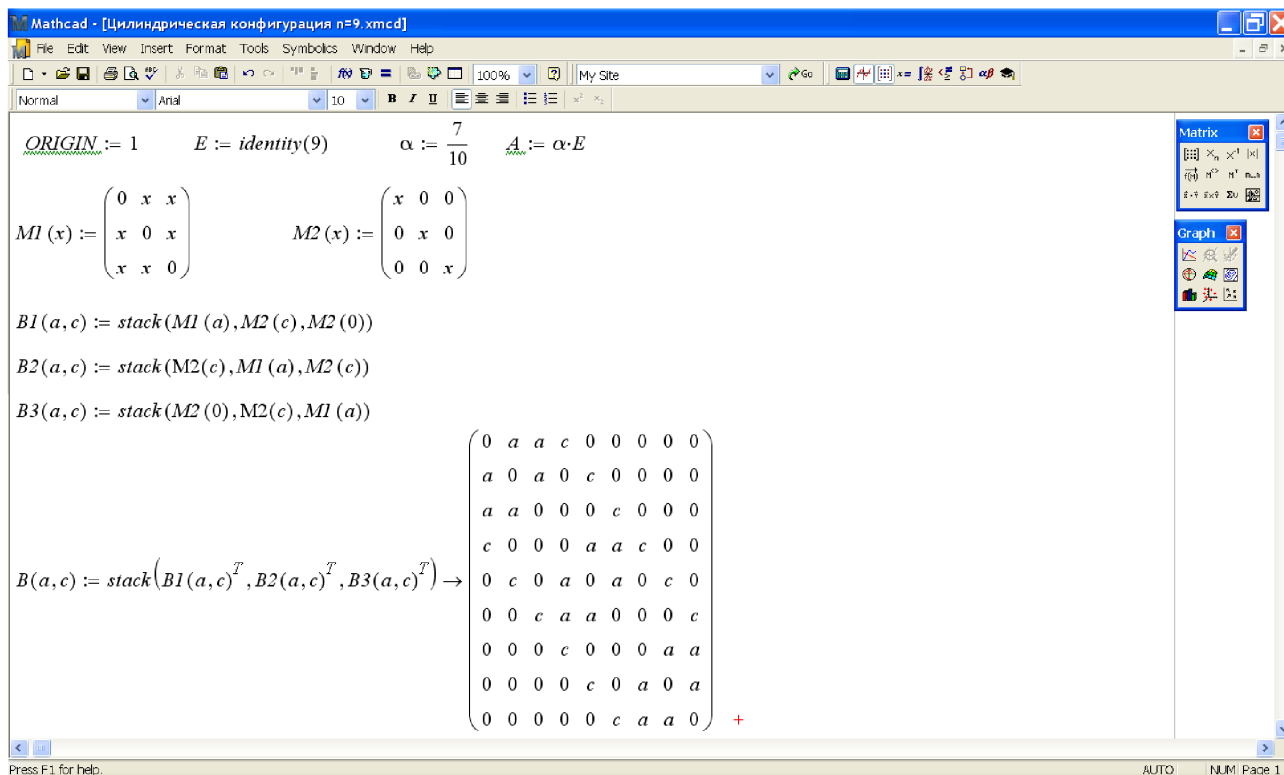 Mathcad - [Цилиндрическая конфигурация n=9.xmcd]
File Edit View Insert Format Tools Symbolics Window Help
100% My Site Go
Normal Arial 10 B I U
ORIGIN := 1 E := identity(9) α := 7/10 A := α·E
M1 (x) := ( 0 x x
x 0 x
x x 0 ) M2 (x) := ( x 0 0
0 x 0
0 0 x )
B1(a, c) := stack(M1 (a), M2 (c), M2 (0))
B2(a, c) := stack(M2(c), M1 (a), M2 (c))
B3(a, c) := stack(M2 (0), M2(c), M1 (a))
B(a, c) := stack(B1(a, c)^T, B2(a, c)^T, B3(a, c)^T) →
0 a a c 0 0 0 0 0
a 0 a 0 c 0 0 0 0
a a 0 0 0 c 0 0 0
c 0 0 0 a a c 0 0
0 c 0 a 0 a 0 c 0
0 0 c a a 0 0 0 c
0 0 0 c 0 0 0 a a
0 0 0 0 c 0 a 0 a
0 0 0 0 0 c a a 0
Matrix
Graph
Press F1 for help. AUTO NUM Page 1